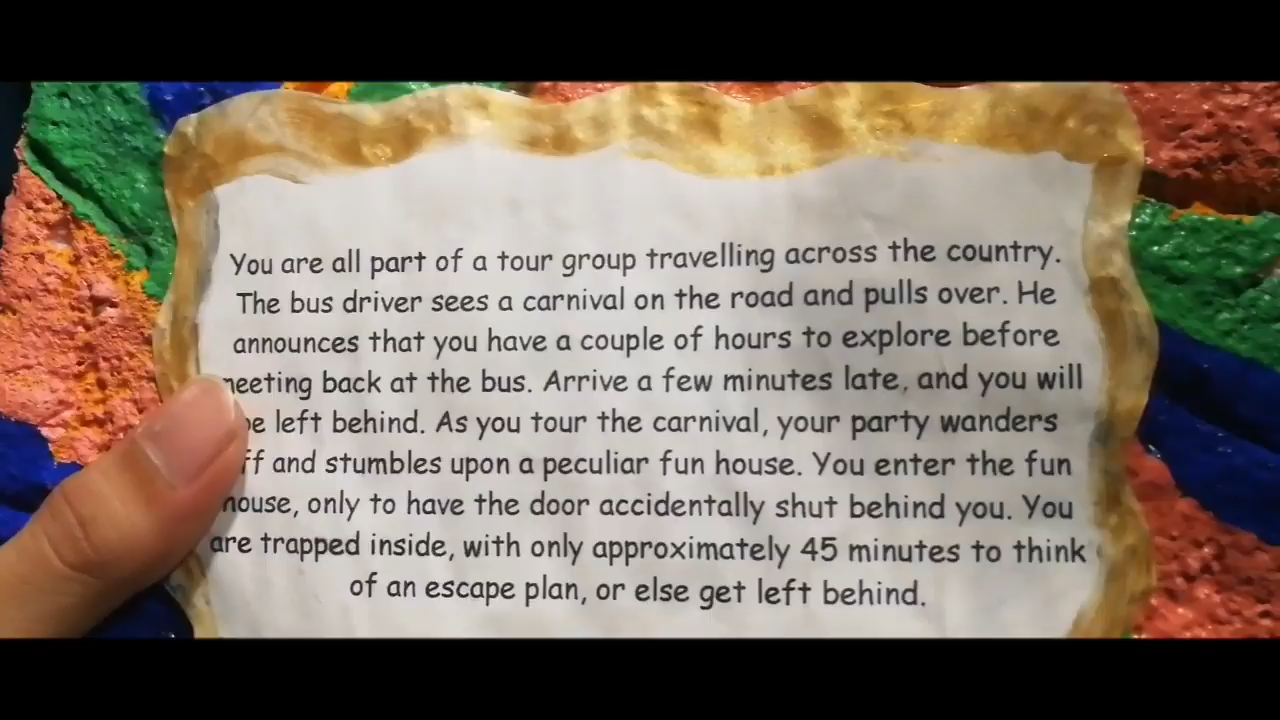 You are all part of a tour group travelling across the country.
The bus driver sees a carnival on the road and pulls over. He
announces that you have a couple of hours to explore before
meeting back at the bus. Arrive a few minutes late, and you will
be left behind. As you tour the carnival, your party wanders
off and stumbles upon a peculiar fun house. You enter the fun
house, only to have the door accidentally shut behind you. You
are trapped inside, with only approximately 45 minutes to think
of an escape plan, or else get left behind.